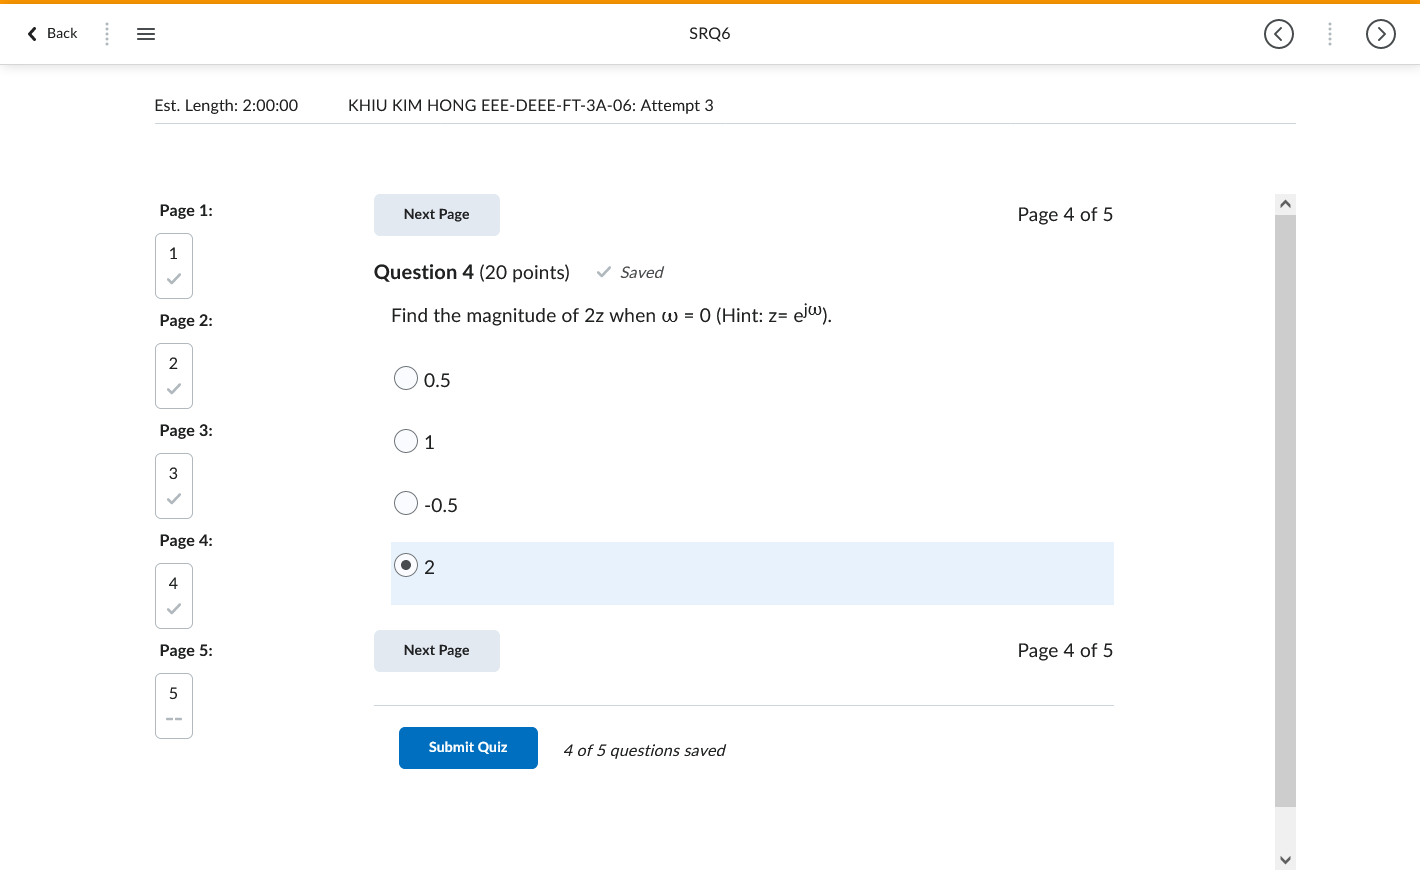 Back
SRQ6
Est. Length: 2:00:00 KHIU KIM HONG EEE-DEEE-FT-3A-06: Attempt 3
Page 1:
1
Page 2:
2
Page 3:
3
Page 4:
4
Page 5:
5
--
Next Page Page 4 of 5
Question 4 (20 points) Saved
Find the magnitude of 2z when ω = 0 (Hint: z= e^jω).
0.5
1
-0.5
2
Next Page Page 4 of 5
Submit Quiz 4 of 5 questions saved